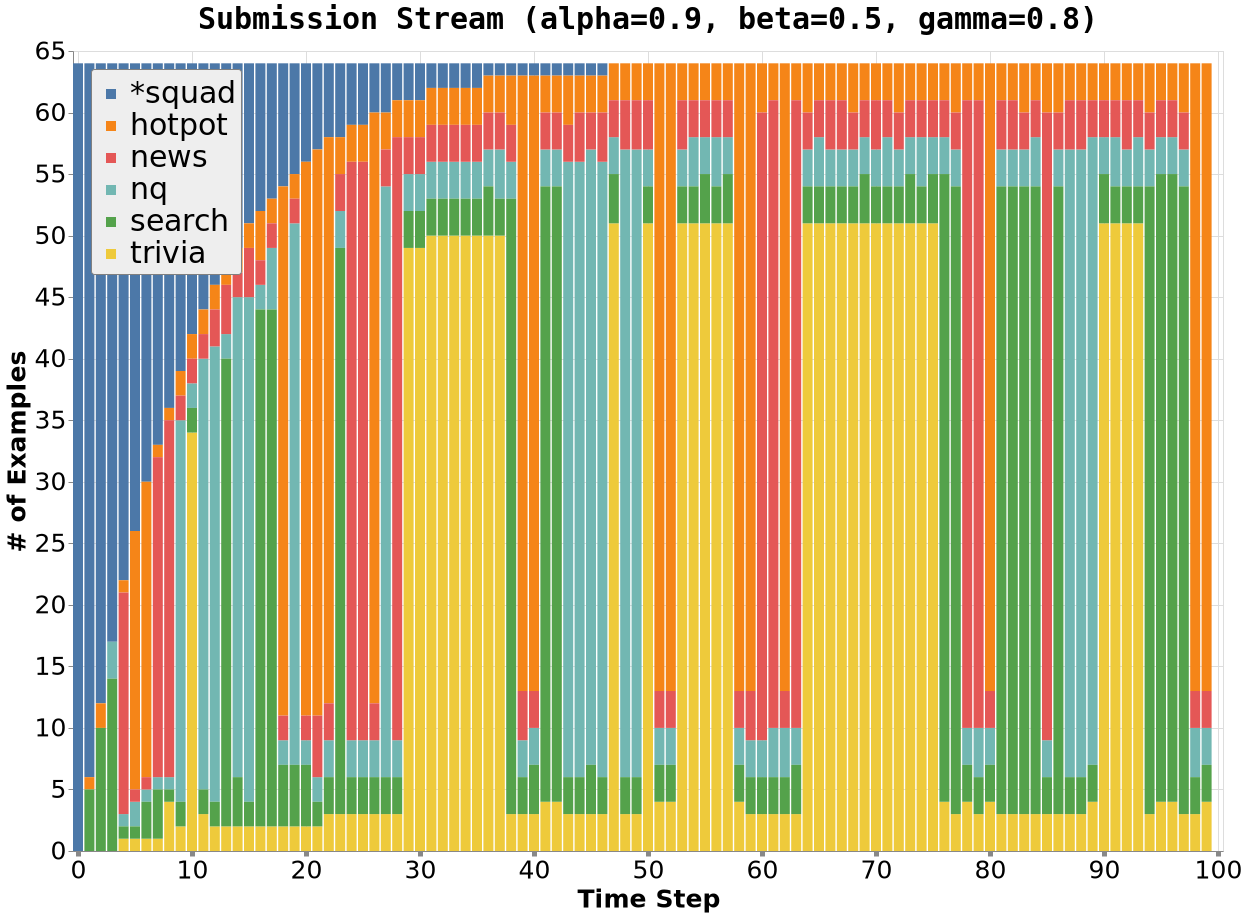 Submission Stream (alpha=0.9, beta=0.5, gamma=0.8)
65
60
55
50
45
40
35
30
25
20
15
10
5
0
# of Examples
*squad
hotpot
news
nq
search
trivia
0 10 20 30 40 50 60 70 80 90 100
Time Step